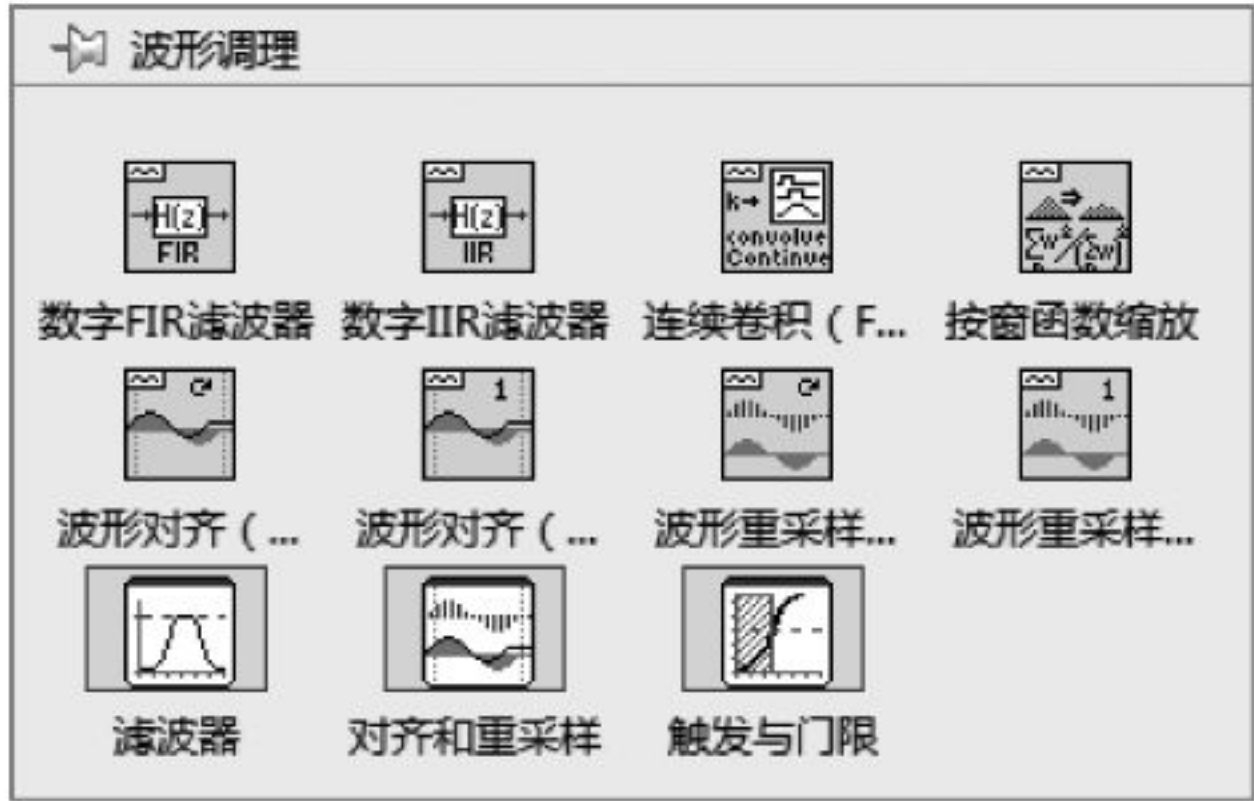 波形调理
H(z)
FIR
H(z)
IIR
k→
convolve
Continue
数字FIR滤波器 数字IIR滤波器 连续卷积（F... 按窗函数缩放
1
1
波形对齐（... 波形对齐（... 波形重采样... 波形重采样...
滤波器 对齐和重采样 触发与门限